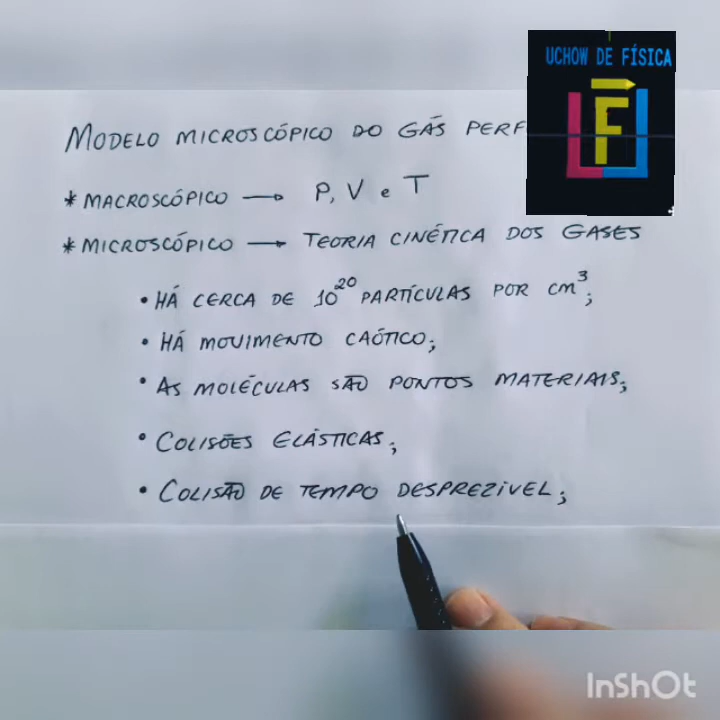 UCHOW DE FÍSICA
F
MODELO MICROSCÓPICO DO GÁS PERF
* MACROSCÓPICO → P, V e T
* MICROSCÓPICO → TEORIA CINÉTICA DOS GASES
• HÁ CERCA DE 10²⁰ PARTÍCULAS POR cm³;
• HÁ MOVIMENTO CAÓTICO;
• AS MOLÉCULAS SÃO PONTOS MATERIAIS;
• COLISÕES ELÁSTICAS;
• COLISÃO DE TEMPO DESPREZIVEL;
InShOt